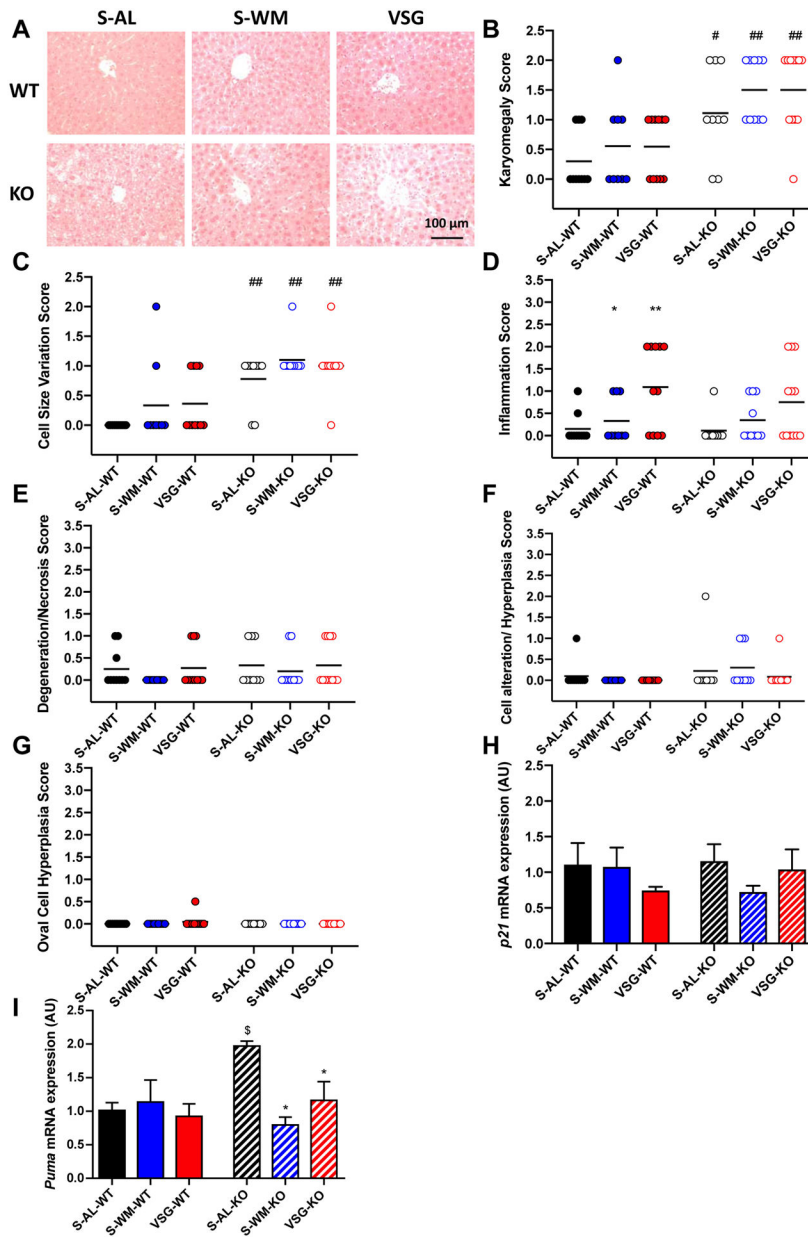 S-AL S-WM VSG
A
WT
KO
100 µm
B
Karyomegaly Score
2.5
2.0
1.5
1.0
0.5
0.0
# ## ##
S-AL-WT S-WM-WT VSG-WT S-AL-KO S-WM-KO VSG-KO
C
Cell Size Variation Score
2.5
2.0
1.5
1.0
0.5
0.0
## ## ##
S-AL-WT S-WM-WT VSG-WT S-AL-KO S-WM-KO VSG-KO
D
Inflammation Score
3.5
3.0
2.5
2.0
1.5
1.0
0.5
0.0
* **
S-AL-WT S-WM-WT VSG-WT S-AL-KO S-WM-KO VSG-KO
E
Degeneration/Necrosis Score
3.5
3.0
2.5
2.0
1.5
1.0
0.5
0.0
S-AL-WT S-WM-WT VSG-WT S-AL-KO S-WM-KO VSG-KO
F
Cell alteration/ Hyperplasia Score
3.5
3.0
2.5
2.0
1.5
1.0
0.5
0.0
S-AL-WT S-WM-WT VSG-WT S-AL-KO S-WM-KO VSG-KO
G
Oval Cell Hyperplasia Score
3.5
3.0
2.5
2.0
1.5
1.0
0.5
0.0
S-AL-WT S-WM-WT VSG-WT S-AL-KO S-WM-KO VSG-KO
H
p21 mRNA expression (AU)
2.5
2.0
1.5
1.0
0.5
0.0
S-AL-WT S-WM-WT VSG-WT S-AL-KO S-WM-KO VSG-KO
I
Puma mRNA expression (AU)
2.5
2.0
1.5
1.0
0.5
0.0
$ * *
S-AL-WT S-WM-WT VSG-WT S-AL-KO S-WM-KO VSG-KO